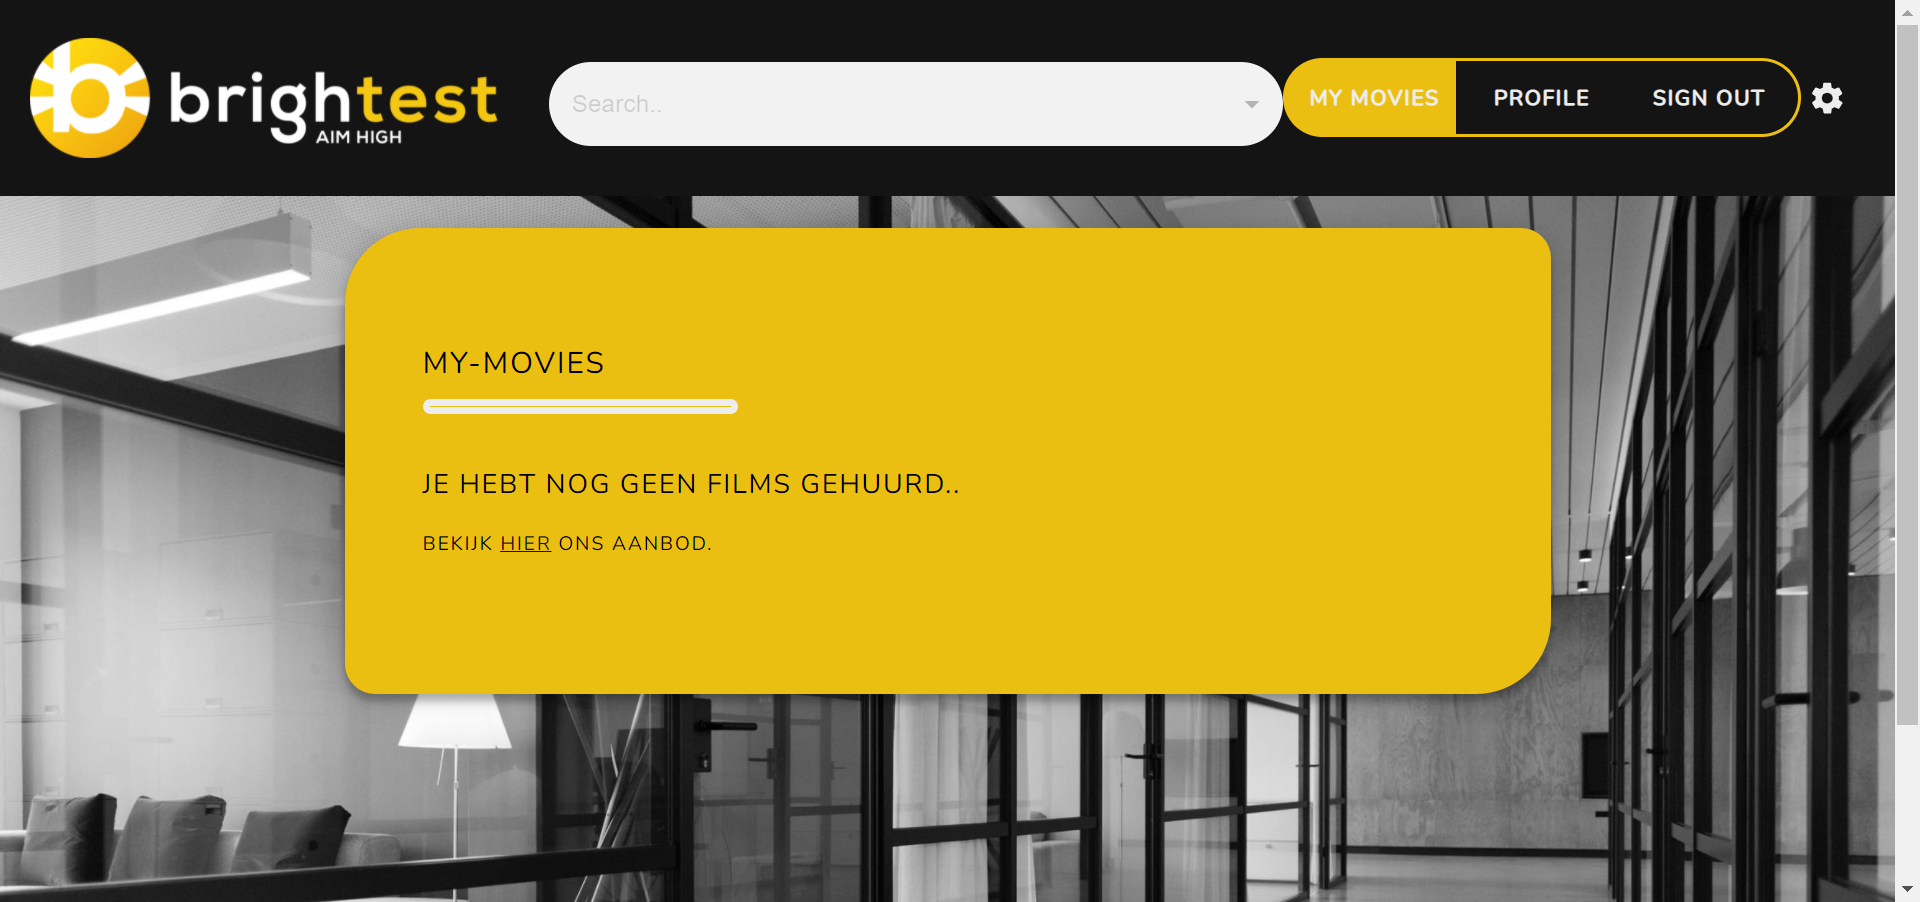 brightest
AIM HIGH
Search..
MY MOVIES
PROFILE
SIGN OUT
MY-MOVIES
JE HEBT NOG GEEN FILMS GEHUURD..
BEKIJK HIER ONS AANBOD.